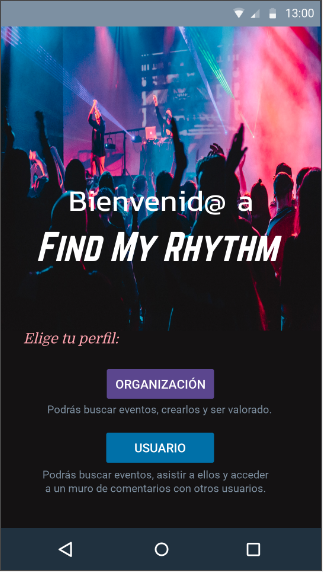 13:00
Bienvenid@ a
FIND MY RHYTHM
Elige tu perfil:
ORGANIZACIÓN
Podrás buscar eventos, crearlos y ser valorado.
USUARIO
Podrás buscar eventos, asistir a ellos y acceder
a un muro de comentarios con otros usuarios.